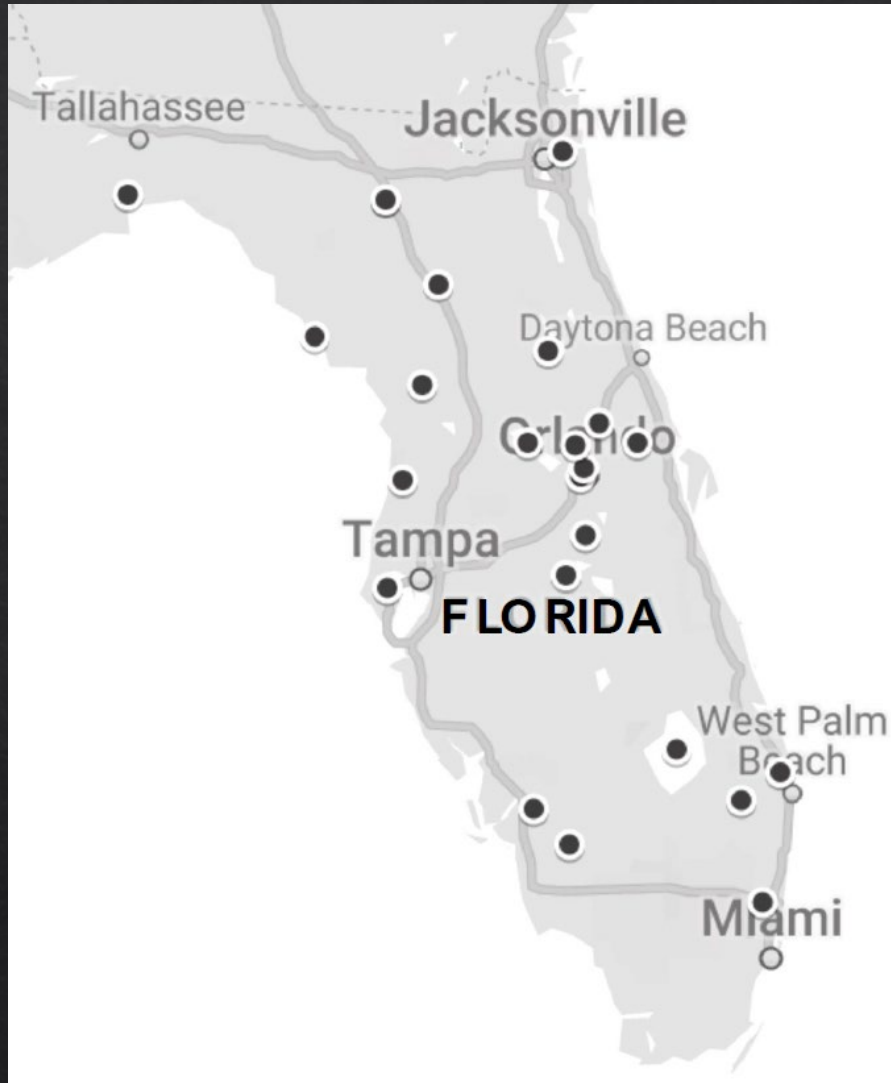 Tallahassee
Jacksonville
Daytona Beach
Orlando
Tampa
FLORIDA
West Palm
Beach
Miami